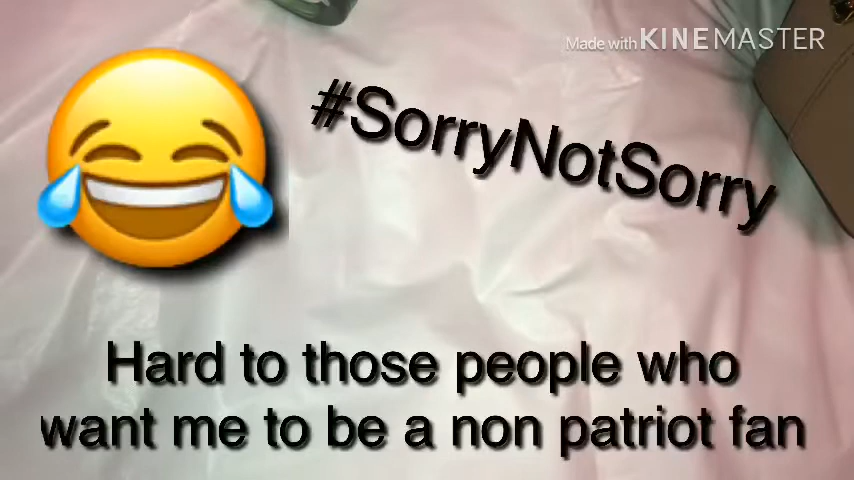 Made with KINEMASTER
#SorryNotSorry
Hard to those people who
want me to be a non patriot fan